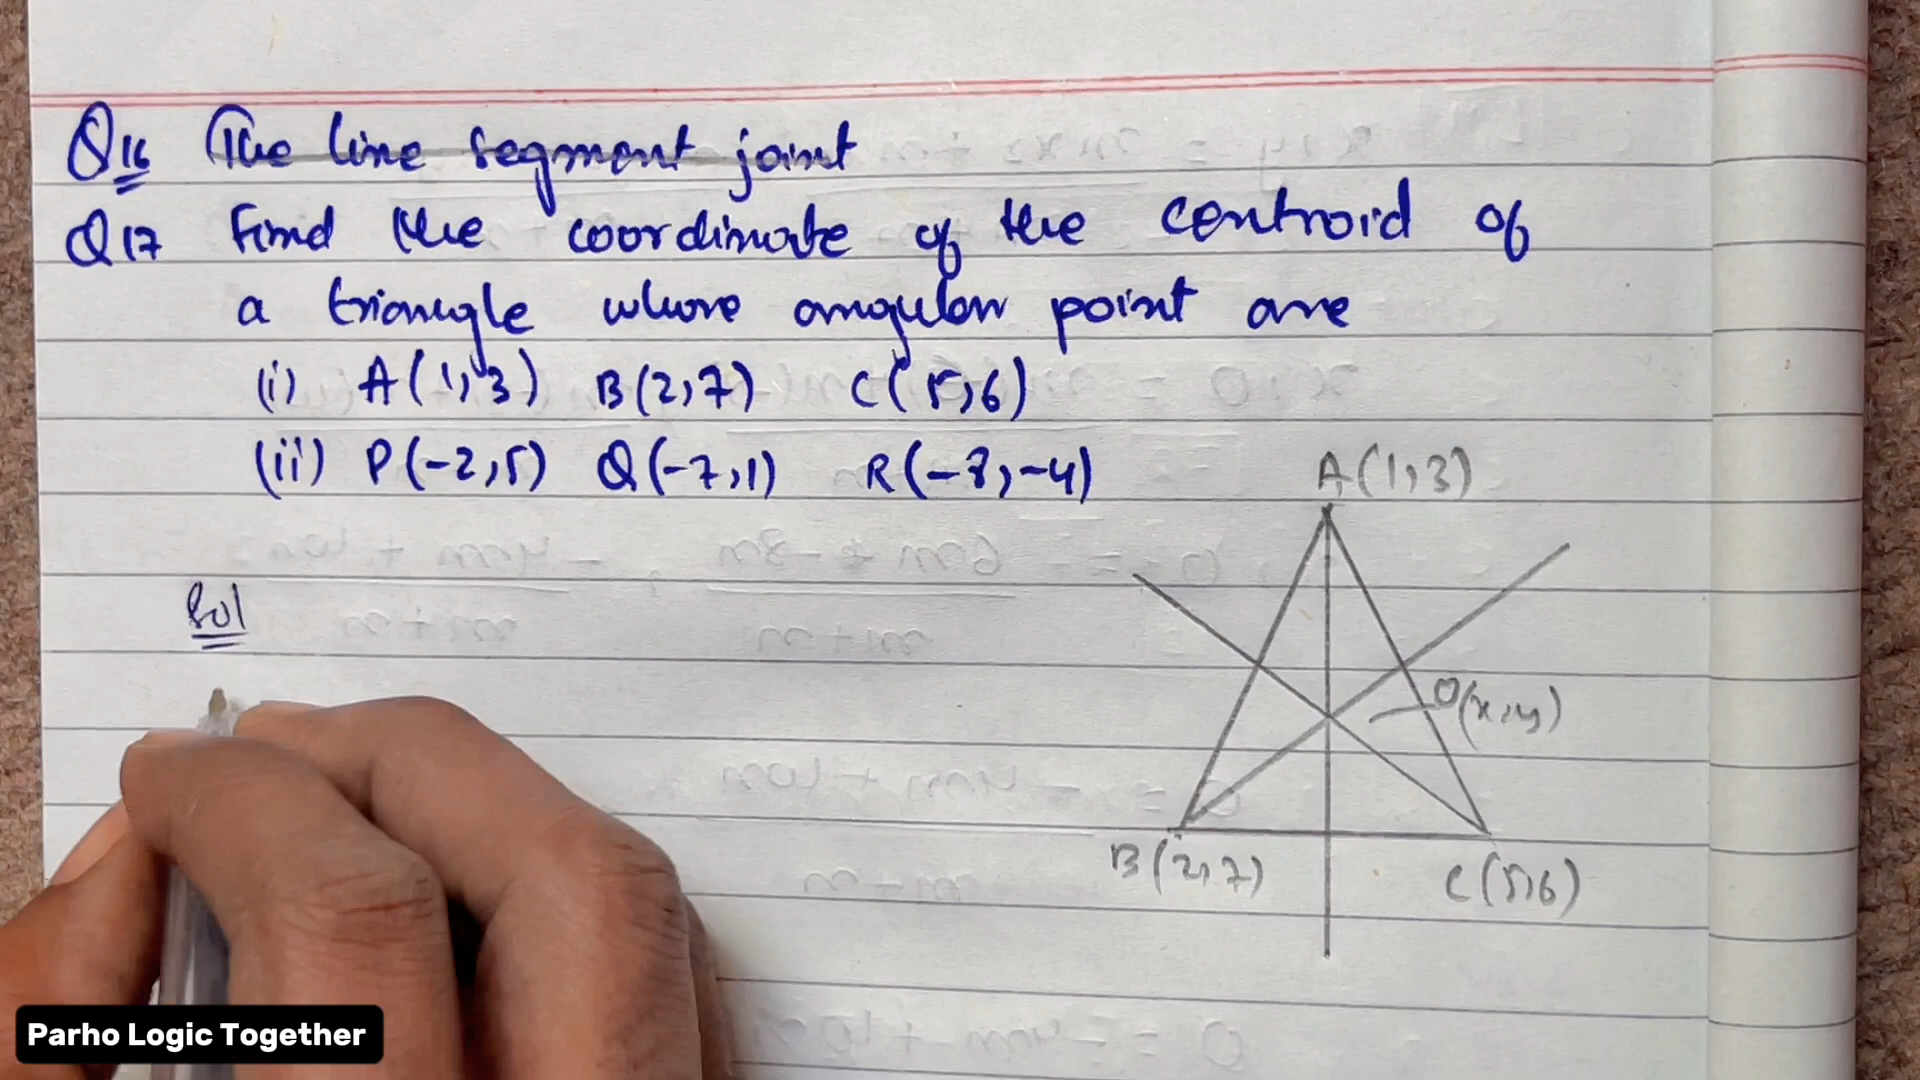 Q16 The line segment joint
Q17 Find the coordinate of the centroid of
a triangle whose angular point are
(i) A(1,3) B(2,7) C(5,6)
(ii) P(-2,5) Q(-7,1) R(-8,-4)
A(1,3)
Sol
O(x,y)
B(2,7)
C(5,6)
Parho Logic Together